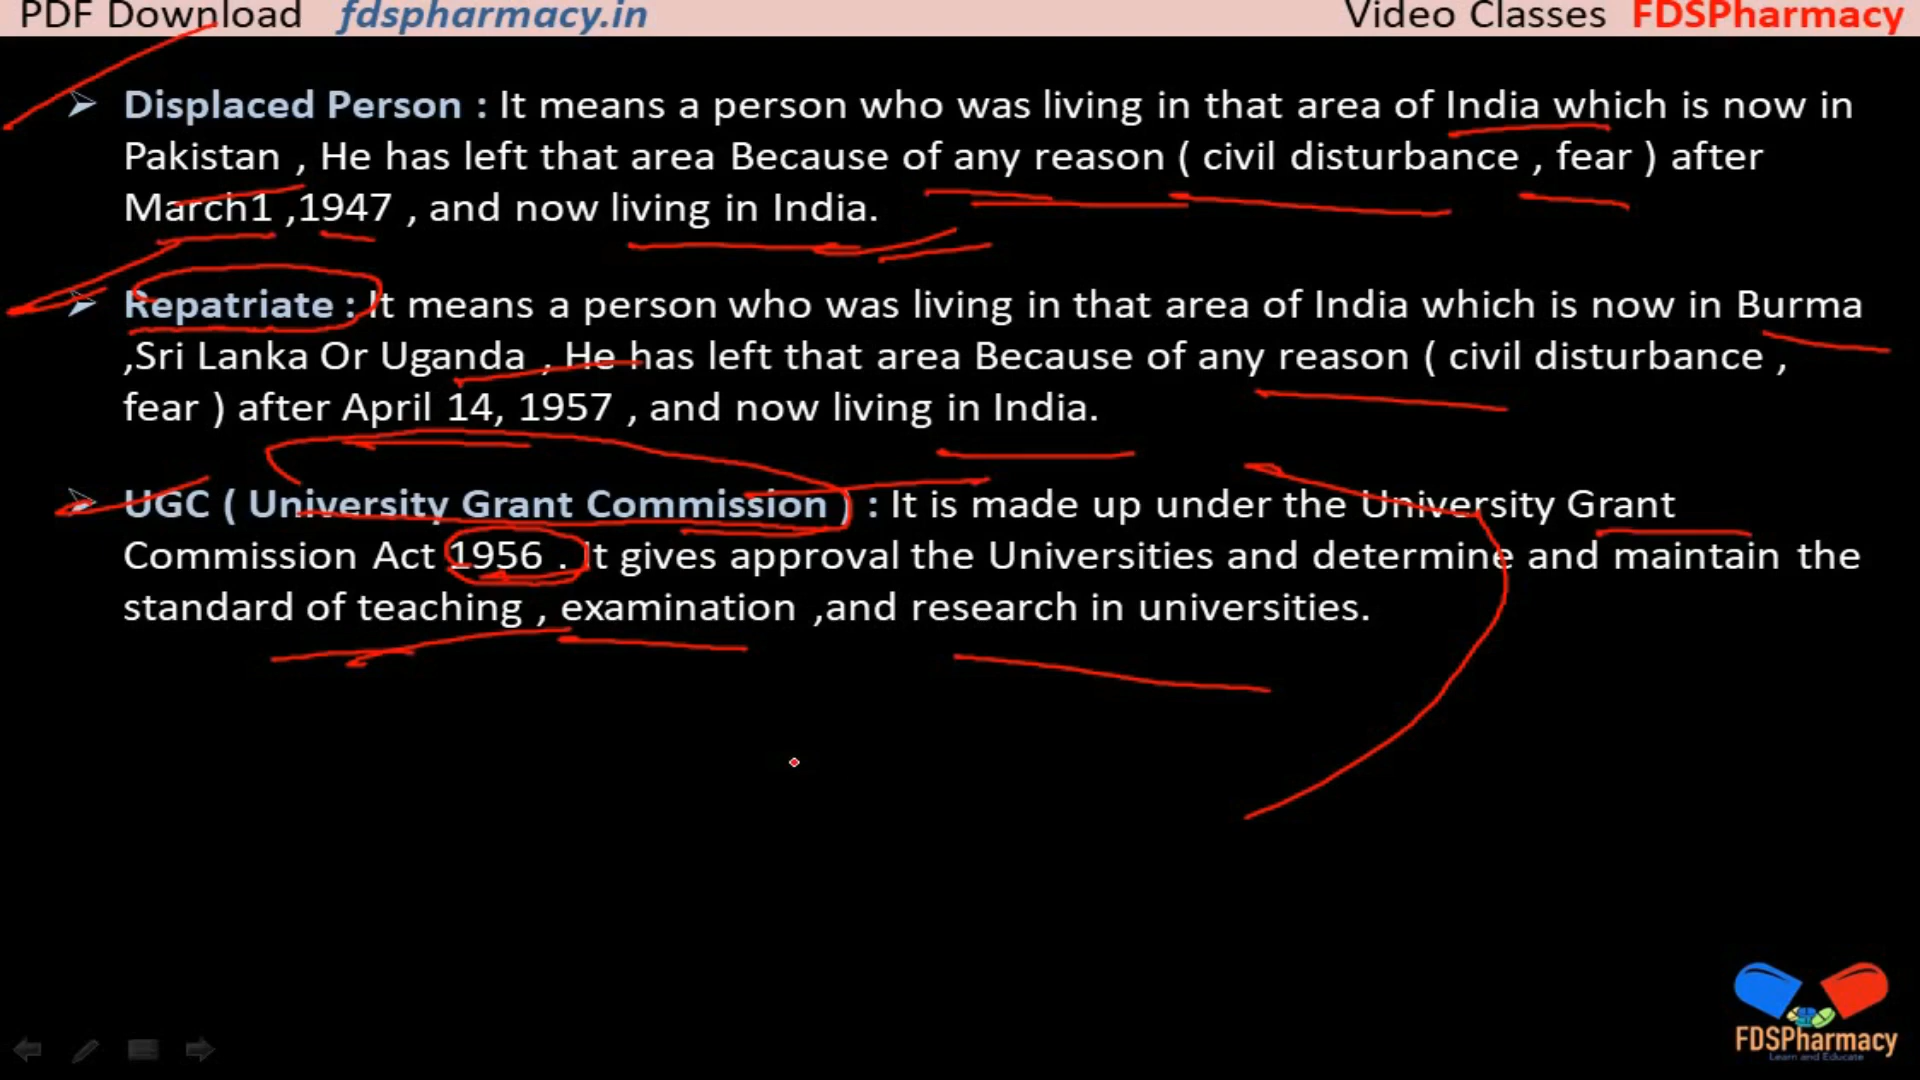 PDF Download fdspharmacy.in Video Classes FDSPharmacy
Displaced Person : It means a person who was living in that area of India which is now in
Pakistan , He has left that area Because of any reason ( civil disturbance , fear ) after
March1 ,1947 , and now living in India.
Repatriate : It means a person who was living in that area of India which is now in Burma
,Sri Lanka Or Uganda , He has left that area Because of any reason ( civil disturbance ,
fear ) after April 14, 1957 , and now living in India.
UGC ( University Grant Commission ) : It is made up under the University Grant
Commission Act 1956 . It gives approval the Universities and determine and maintain the
standard of teaching , examination ,and research in universities.
FDSPharmacy
Learn and Educate